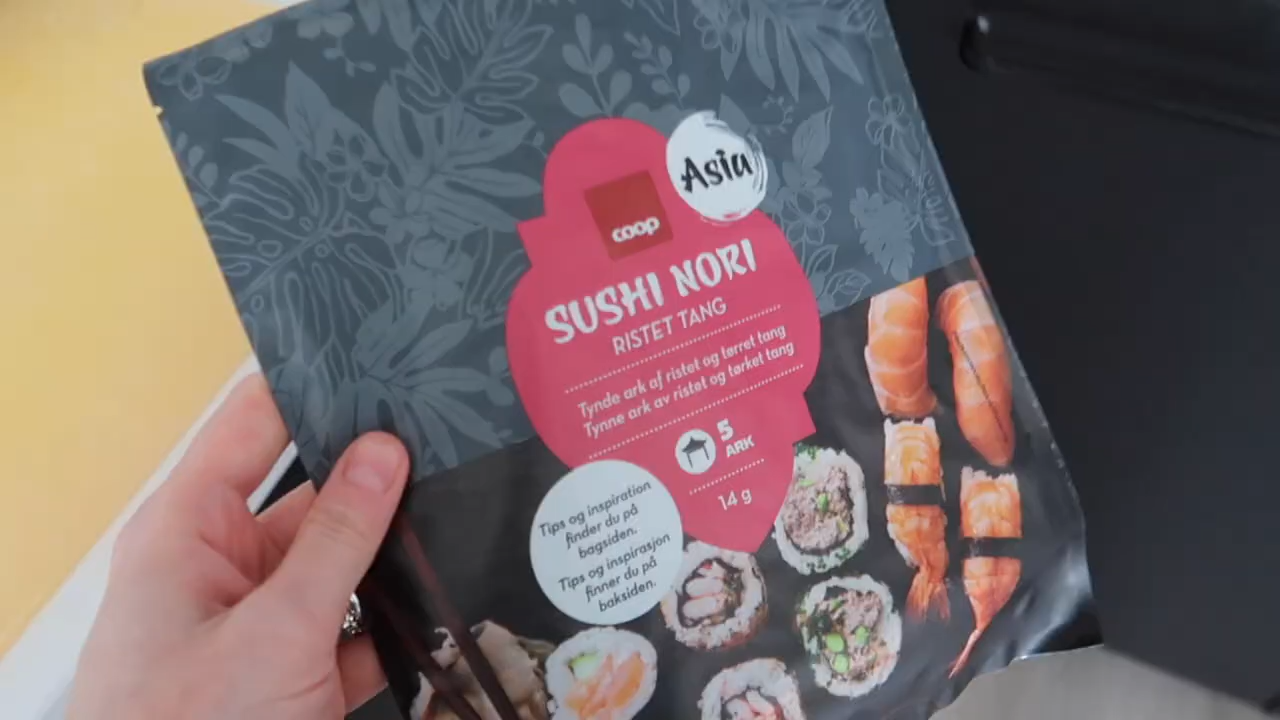 Asia
coop
SUSHI NORI
RISTET TANG
Tynde ark af ristet og tørret tang
Tynne ark av ristet og tørket tang
5
ARK
14 g
Tips og inspiration
finder du på
bagsiden.
Tips og inspirasjon
finner du på
baksiden.